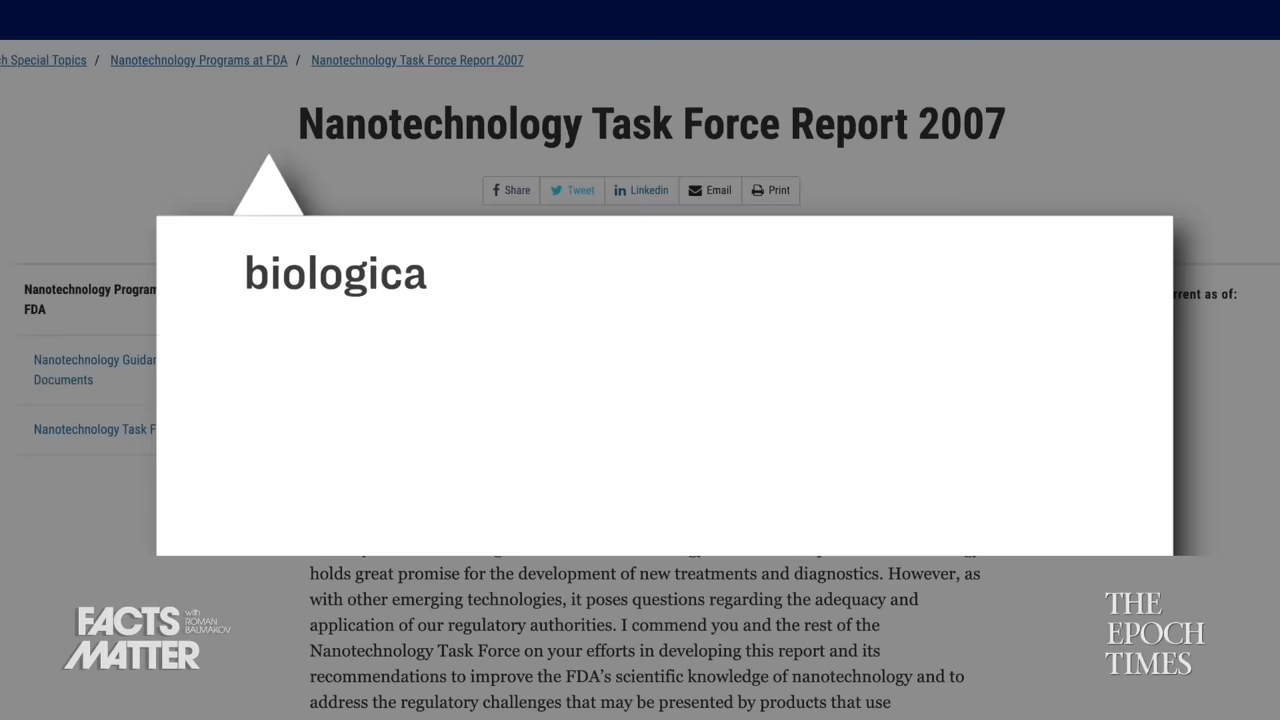 h Special Topics / Nanotechnology Programs at FDA / Nanotechnology Task Force Report 2007
Nanotechnology Task Force Report 2007
Share Tweet Linkedin Email Print
Nanotechnology Program
FDA
rrent as of:
biologica
Nanotechnology Guidan
Documents
Nanotechnology Task F
holds great promise for the development of new treatments and diagnostics. However, as
with other emerging technologies, it poses questions regarding the adequacy and
application of our regulatory authorities. I commend you and the rest of the
Nanotechnology Task Force on your efforts in developing this report and its
recommendations to improve the FDA's scientific knowledge of nanotechnology and to
address the regulatory challenges that may be presented by products that use
FACTS
MATTER
with
ROMAN
BALMAKOV
THE
EPOCH
TIMES